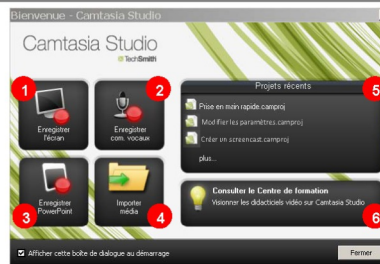 Bienvenue - Camtasia Studio
Camtasia Studio
TechSmith
1
Enregistrer
l'écran
2
Enregistrer
com. vocaux
3
Enregistrer
PowerPoint
4
Importer
média
Projets récents
5
Prise en main rapide.camproj
Modifier les paramètres.camproj
Créer un screencast.camproj
plus...
Consulter le Centre de formation
Visionner les didacticiels vidéo sur Camtasia Studio
6
Afficher cette boîte de dialogue au démarrage
Fermer